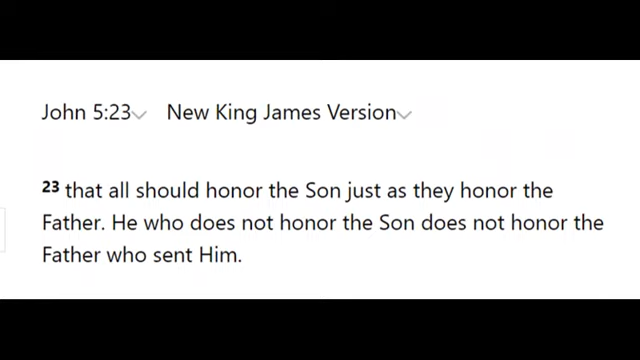 John 5:23 New King James Version
23 that all should honor the Son just as they honor the
Father. He who does not honor the Son does not honor the
Father who sent Him.